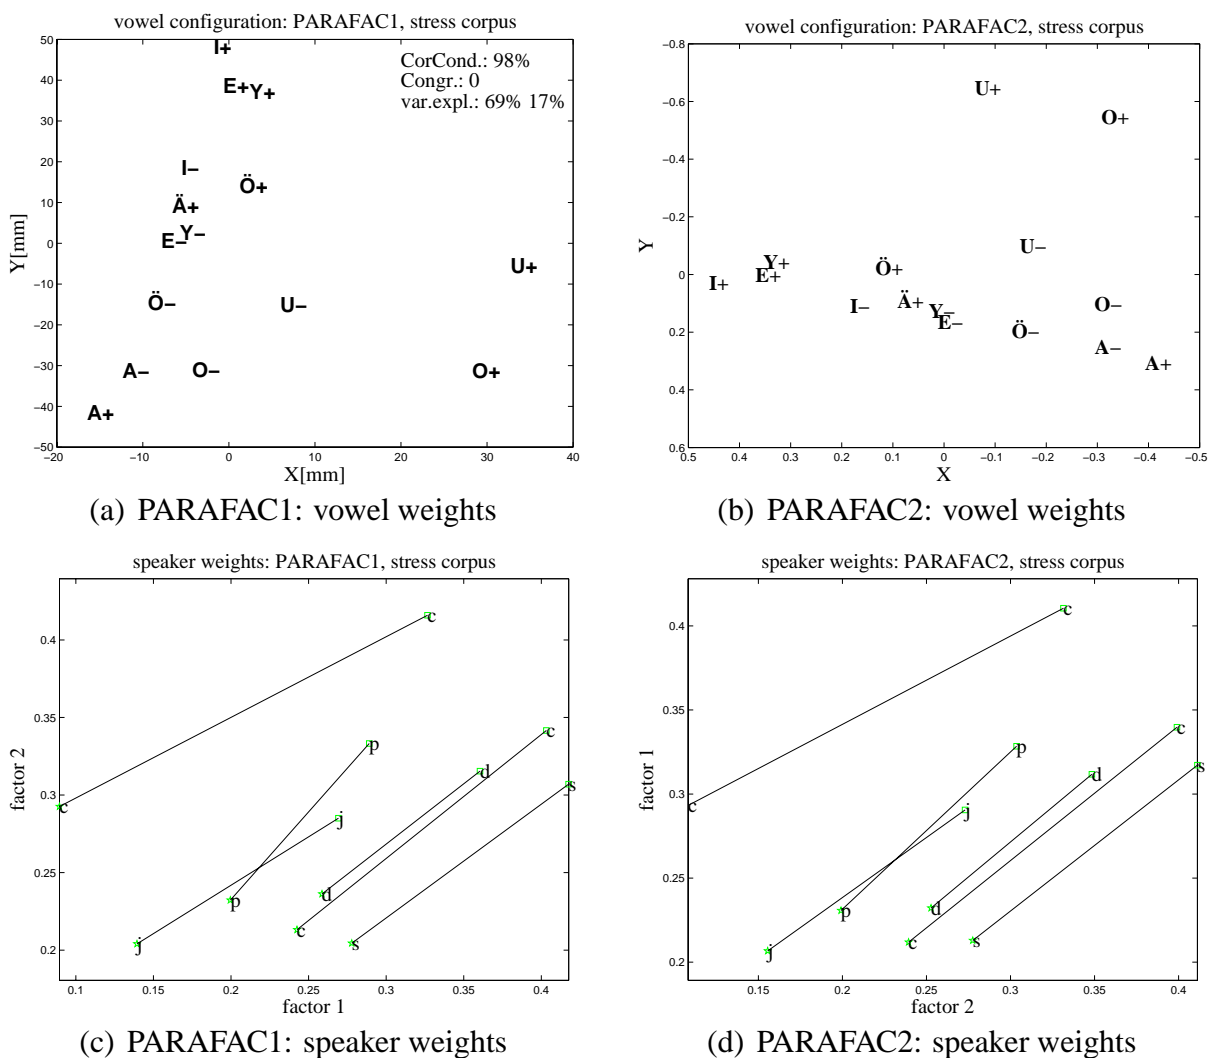 vowel configuration: PARAFAC1, stress corpus
50
40
30
20
10
0
−10
−20
−30
−40
−50
Y[mm]
I+
E+ Y+
I−
Ö+
Ä+
E− Y−
Ö−
U−
U+
A− O−
O+
A+
CorCond.: 98%
Congr.: 0
var.expl.: 69% 17%
−20 −10 0 10 20 30 40
X[mm]
(a) PARAFAC1: vowel weights
vowel configuration: PARAFAC2, stress corpus
−0.8
−0.6
−0.4
−0.2
0
0.2
0.4
0.6
Y
U+
O+
U−
Y+ Ö+
I+ E+
I− Ä+ O−
Y−
E− Ö−
A−
A+
0.5 0.4 0.3 0.2 0.1 0 −0.1 −0.2 −0.3 −0.4 −0.5
X
(b) PARAFAC2: vowel weights
speaker weights: PARAFAC1, stress corpus
0.4
0.35
0.3
0.25
0.2
factor 2
c
p
c
d
s
c
j
d
p
c
j
s
0.1 0.15 0.2 0.25 0.3 0.35 0.4
factor 1
(c) PARAFAC1: speaker weights
speaker weights: PARAFAC2, stress corpus
0.4
0.35
0.3
0.25
0.2
factor 1
c
c
p
s
d
c
j
d
p
c
s
j
0.15 0.2 0.25 0.3 0.35 0.4
factor 2
(d) PARAFAC2: speaker weights